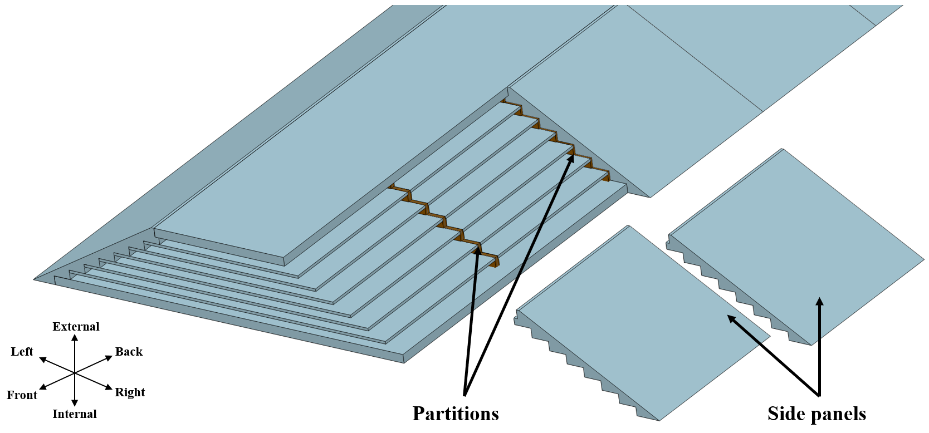 External
Left
Back
Front
Right
Internal
Partitions
Side panels